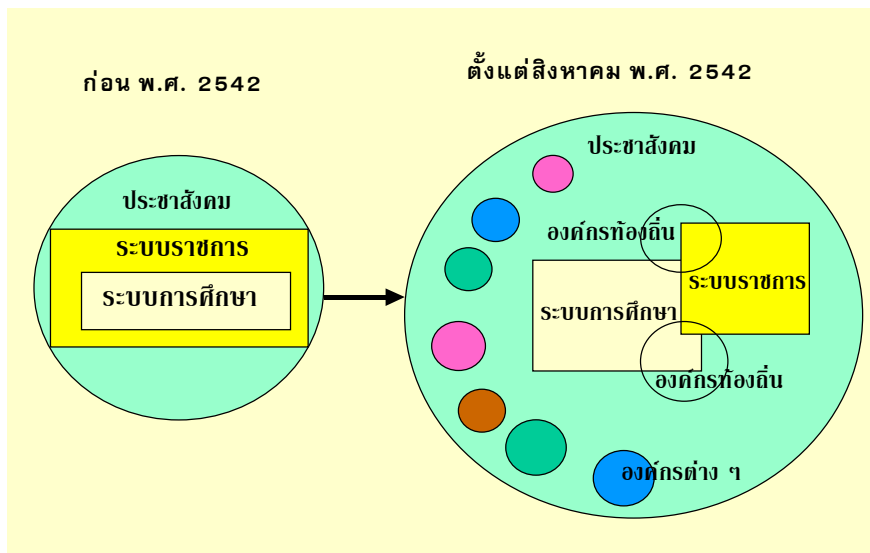 ก่อน พ.ศ. 2542
ตั้งแต่สิงหาคม พ.ศ. 2542
ประชาสังคม
ระบบราชการ
ระบบการศึกษา
ประชาสังคม
องค์กรท้องถิ่น
ระบบราชการ
ระบบการศึกษา
องค์กรท้องถิ่น
องค์กรต่าง ๆ